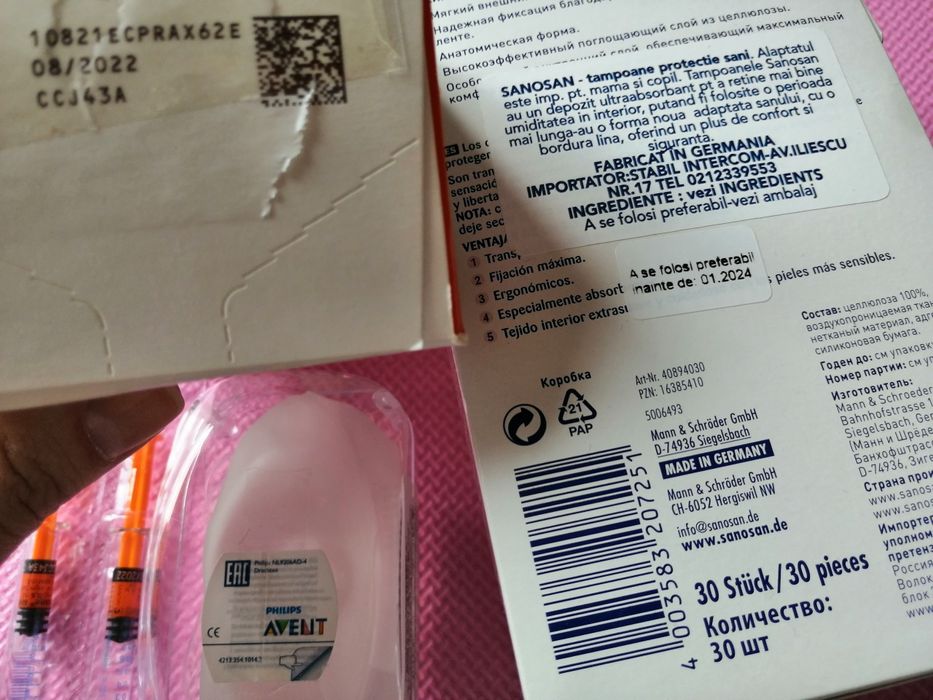 10821ECPRAX62E
08/2022
CCJ43A
Мягкий внешни
Надежная фиксация благод
ленте.
Анатомическая форма.
Высокоэффективный поглощающий слой из целлюлозы.
слой, обеспечивающий максимальный
SANOSAN - tampoane protectie sani. Alaptatul
este imp. pt. mama si copil. Tampoanele Sanosan
au un depozit ultraabsorbant pt a retine mai bine
umiditatea in interior, putand fi folosite o perioada
mai lunga-au o forma noua adaptata sanului, cu o
bordura lina, oferind un plus de confort si
siguranta.
FABRICAT IN GERMANIA
IMPORTATOR:STABIL INTERCOM-AV.ILIESCU
NR.17 TEL 0212339553
INGREDIENTE : vezi INGREDIENTS
A se folosi preferabil-vezi ambalaj
ES Los
proteger
Son tran
sensació
y liberta
NOTA: c
deje sec
VENTAJA
1 Trans
2 Fijación máxima.
3 Ergonómicos.
4 Especialmente absort
5 Tejido interior extras
pieles más sensibles.
A se folosi preferabil
inainte de: 01.2024
Состав: целлюлоза 100%,
воздухопроницаемая тка
нетканый материал, адг
силиконовая бумага.
Годен до: см упаковк
Номер партии: см у
Изготовитель:
Mann & Schroeder
Bahnhofstrasse
Siegelsbach, Ger
(Манн и Шрёде
Банхофштрасс
D-74936, Зиге
Страна прои
www.sanos
www.sano
Импортер
уполном
претенз
Россия
Волок
блок
www
Коробка
21
PAP
Art-Nr. 40894030
PZN: 16385410
5006493
Mann & Schröder GmbH
D-74936 Siegelsbach
MADE IN GERMANY
Mann & Schröder GmbH
CH-6052 Hergiswil NW
info@sanosan.de
www.sanosan.de
4 003583 207251
30 Stück / 30 pieces
Количество:
30 шт
EAC
PHILIPS
AVENT
CE